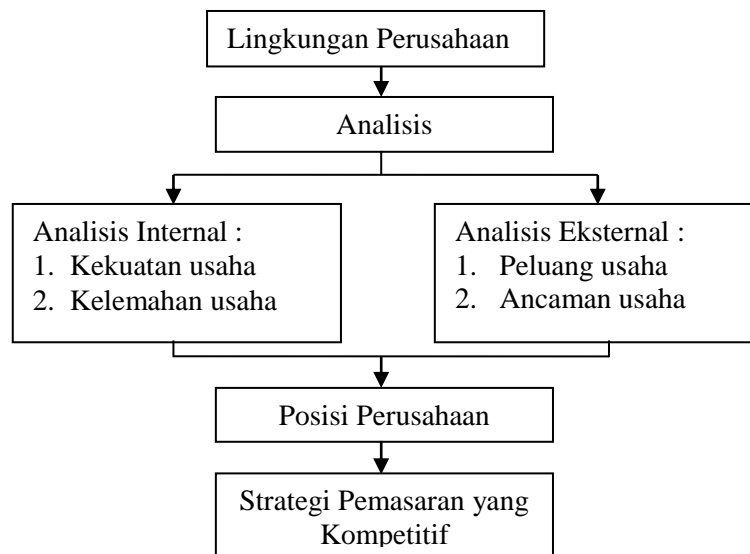 Lingkungan Perusahaan
Analisis
Analisis Internal :
1. Kekuatan usaha
2. Kelemahan usaha
Analisis Eksternal :
1. Peluang usaha
2. Ancaman usaha
Posisi Perusahaan
Strategi Pemasaran yang
Kompetitif